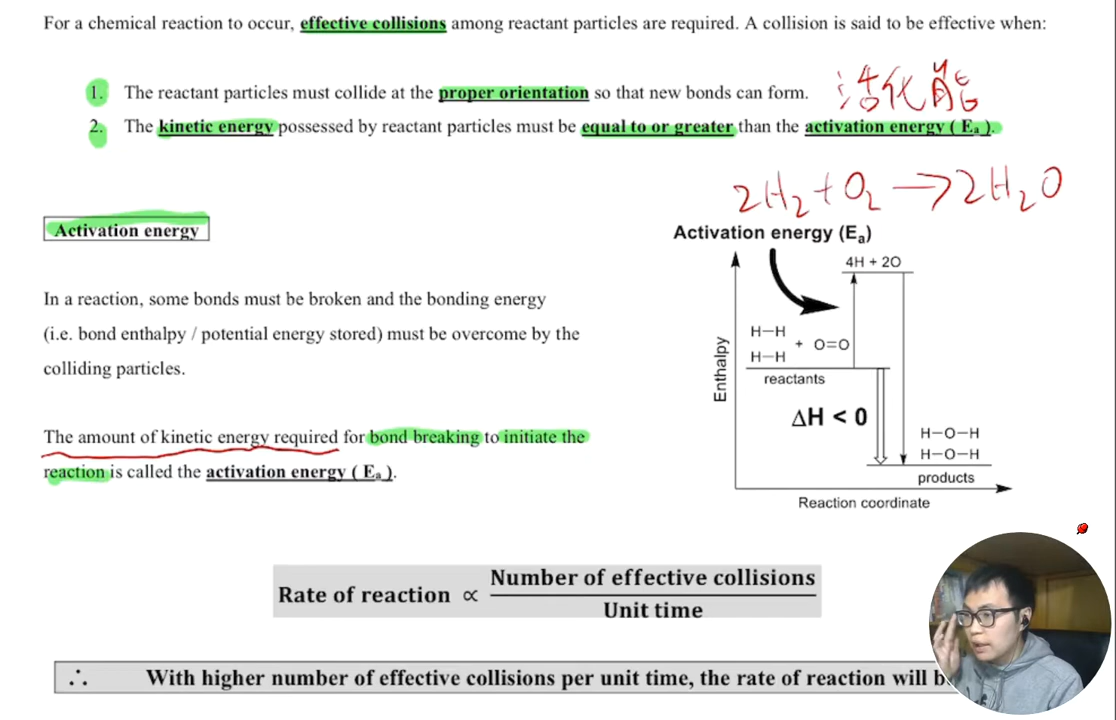 For a chemical reaction to occur, effective collisions among reactant particles are required. A collision is said to be effective when:
1. The reactant particles must collide at the proper orientation so that new bonds can form.
活化能
2. The kinetic energy possessed by reactant particles must be equal to or greater than the activation energy ( Eₐ ).
2H₂+O₂→2H₂O
Activation energy
Activation energy (Eₐ)
4H + 2O
In a reaction, some bonds must be broken and the bonding energy
(i.e. bond enthalpy / potential energy stored) must be overcome by the
colliding particles.
H–H
+ O=O
H–H
reactants
Enthalpy
ΔH < 0
The amount of kinetic energy required for bond breaking to initiate the
reaction is called the activation energy ( Eₐ ).
H–O–H
H–O–H
products
Reaction coordinate
Rate of reaction ∝ Number of effective collisions
Unit time
∴ With higher number of effective collisions per unit time, the rate of reaction will